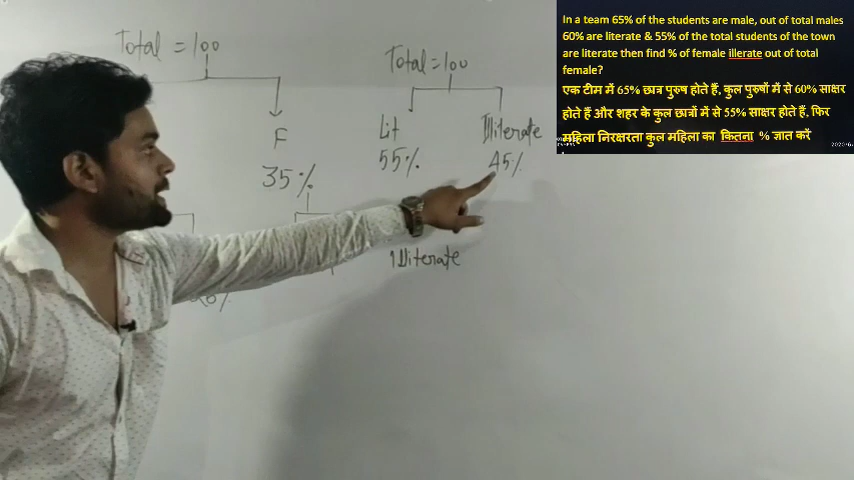 In a team 65% of the students are male, out of total males
60% are literate & 55% of the total students of the town
are literate then find % of female illerate out of total
female?
एक टीम में 65% छात्र पुरुष होते हैं, कुल पुरुषों में से 60% साक्षर
होते हैं और शहर के कुल छात्रों में से 55% साक्षर होते हैं. फिर
महिला निरक्षरता कुल महिला का कितना % ज्ञात करें
Total = 100
F
35%
Total = 100
Lit Illiterate
55% 45%
Illiterate